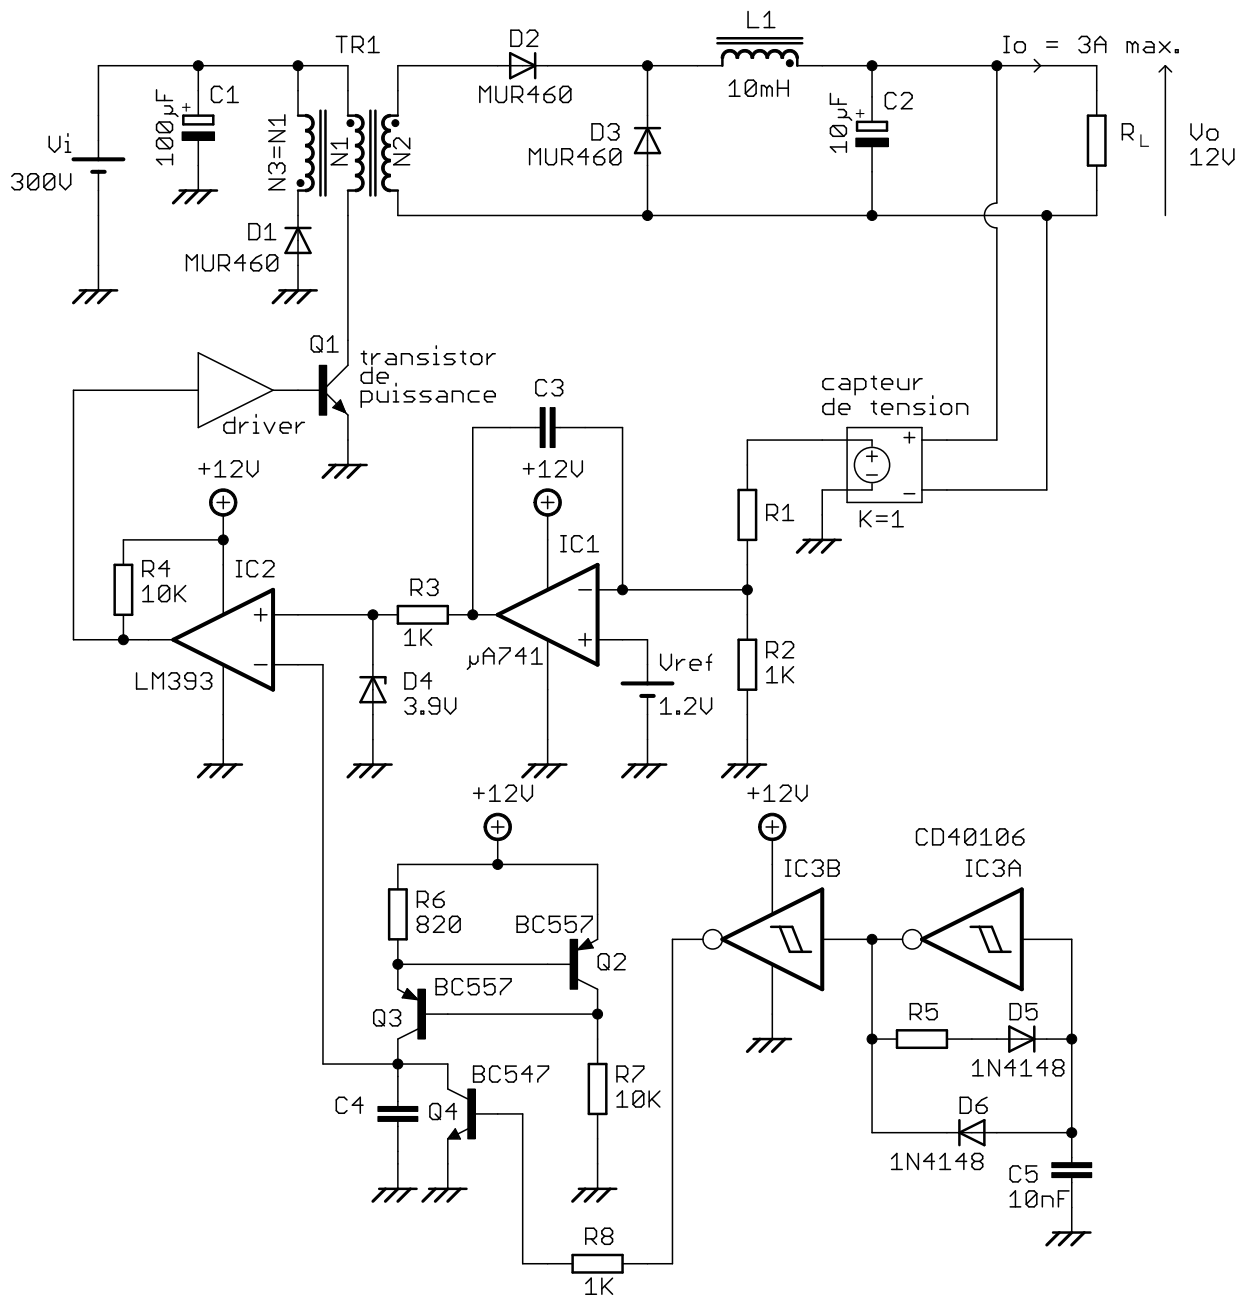 TR1
D2
MUR460
L1
10mH
Io = 3A max.
C1
100µF
+
Vi
300V
N3=N1
N1
N2
D1
MUR460
D3
MUR460
10µF
+
C2
RL
Vo
12V
Q1
transistor
de
puissance
driver
C3
capteur
de tension
+
-
+
-
K=1
+12V
+12V
R4
10K
IC2
+
-
LM393
R3
1K
IC1
-
+
µA741
R1
R2
1K
D4
3.9V
Vref
1.2V
+12V
+12V
CD40106
IC3B
IC3A
R6
820
BC557
Q2
BC557
Q3
R5
D5
1N4148
BC547
R7
10K
C4
Q4
D6
1N4148
C5
10nF
R8
1K